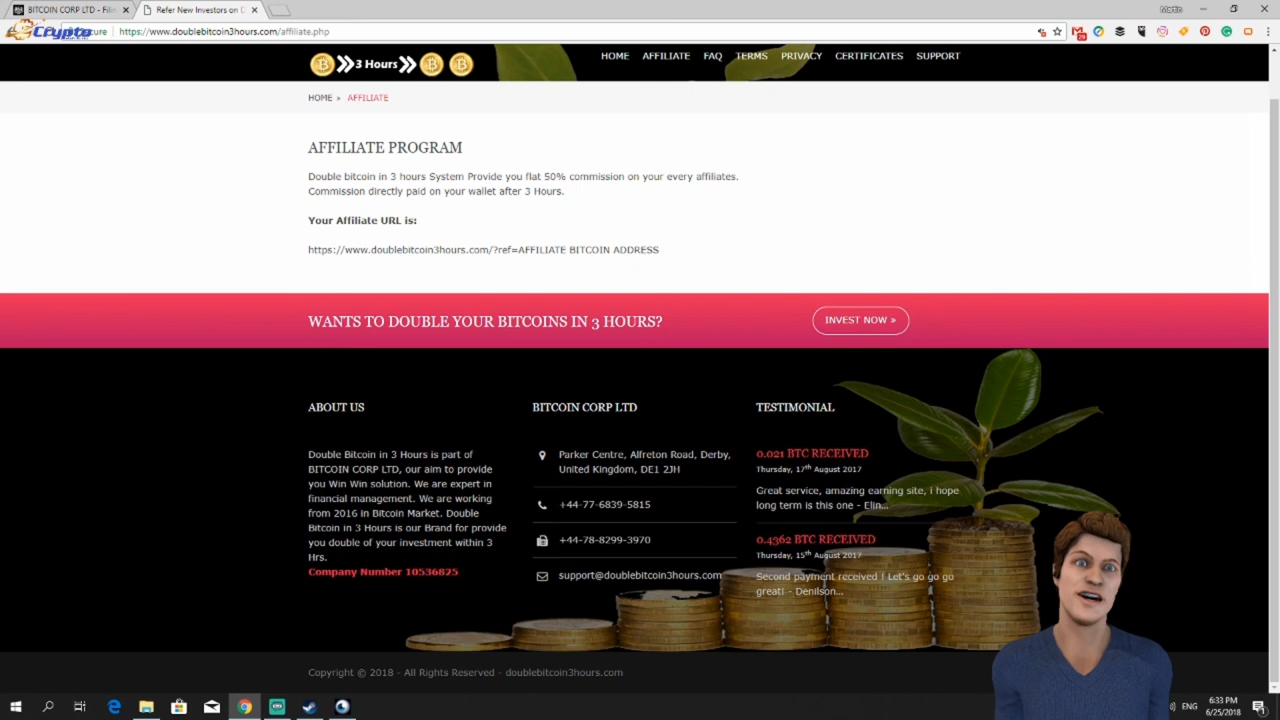 BITCOIN CORP LTD - Filin
Refer New Investors on D
Crypto
https://www.doublebitcoin3hours.com/affiliate.php
3 Hours
HOME AFFILIATE FAQ TERMS PRIVACY CERTIFICATES SUPPORT
HOME » AFFILIATE
AFFILIATE PROGRAM
Double bitcoin in 3 hours System Provide you flat 50% commission on your every affiliates.
Commission directly paid on your wallet after 3 Hours.
Your Affiliate URL is:
https://www.doublebitcoin3hours.com/?ref=AFFILIATE BITCOIN ADDRESS
WANTS TO DOUBLE YOUR BITCOINS IN 3 HOURS?
INVEST NOW »
ABOUT US
Double Bitcoin in 3 Hours is part of
BITCOIN CORP LTD, our aim to provide
you Win Win solution. We are expert in
financial management. We are working
from 2016 in Bitcoin Market. Double
Bitcoin in 3 Hours is our Brand for provide
you double of your investment within 3
Hrs.
Company Number 10536825
BITCOIN CORP LTD
Parker Centre, Alfreton Road, Derby,
United Kingdom, DE1 2JH
+44-77-6839-5815
+44-78-8299-3970
support@doublebitcoin3hours.com
TESTIMONIAL
0.021 BTC RECEIVED
Thursday, 17th August 2017
Great service, amazing earning site, i hope
long term is this one - Elin...
0.4362 BTC RECEIVED
Thursday, 15th August 2017
Second payment received ! Let's go go go
great! - Denilson...
Copyright © 2018 - All Rights Reserved - doublebitcoin3hours.com
ENG
6:33 PM
6/25/2018